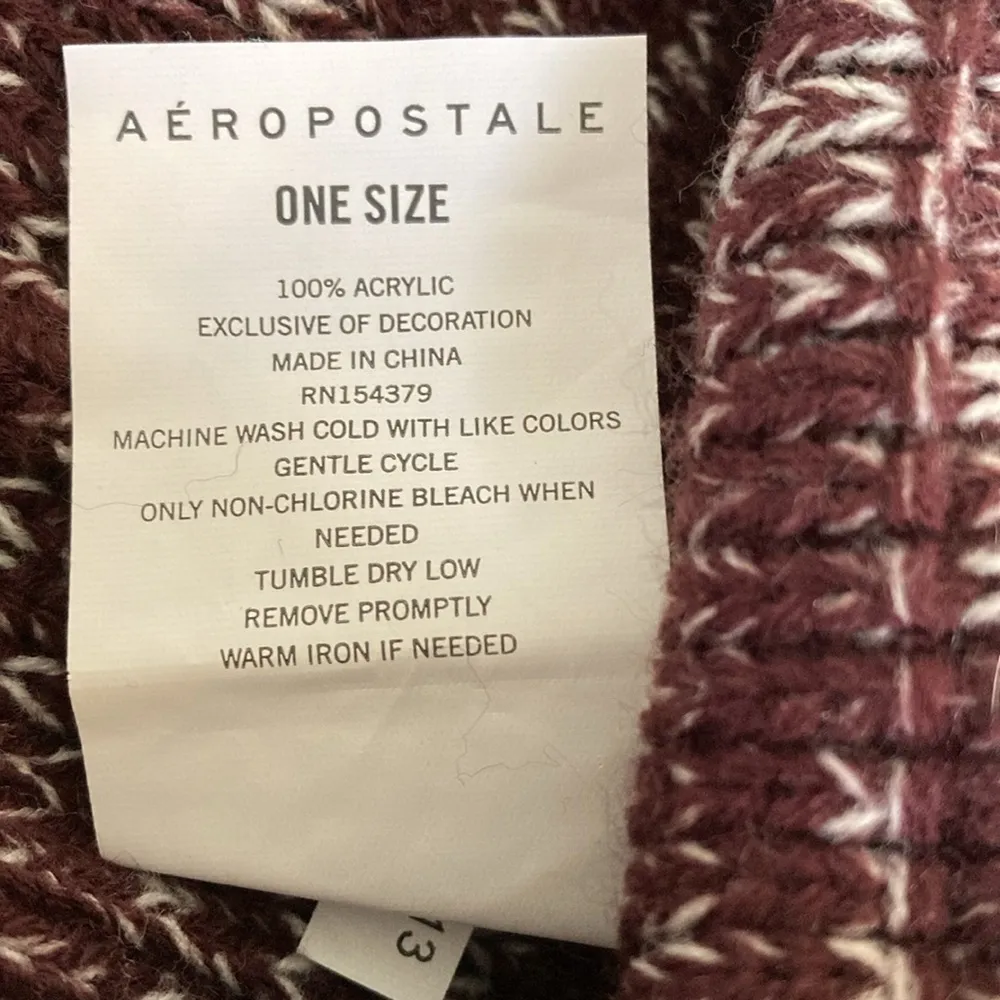 AÉROPOSTALE
ONE SIZE
100% ACRYLIC
EXCLUSIVE OF DECORATION
MADE IN CHINA
RN154379
MACHINE WASH COLD WITH LIKE COLORS
GENTLE CYCLE
ONLY NON-CHLORINE BLEACH WHEN
NEEDED
TUMBLE DRY LOW
REMOVE PROMPTLY
WARM IRON IF NEEDED
13